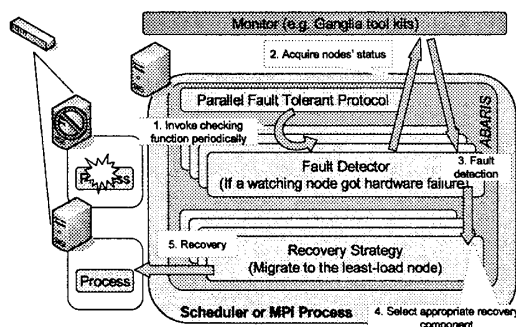 Monitor (e.g. Ganglia tool kits)
2. Acquire nodes' status
Parallel Fault Tolerant Protocol
ABARIS
1. Invoke checking
function periodically
Fault Detector
(If a watching node got hardware failure)
3. Fault
detection
5. Recovery
Recovery Strategy
(Migrate to the least-load node)
Process
Scheduler or MPI Process
4. Select appropriate recovery
component